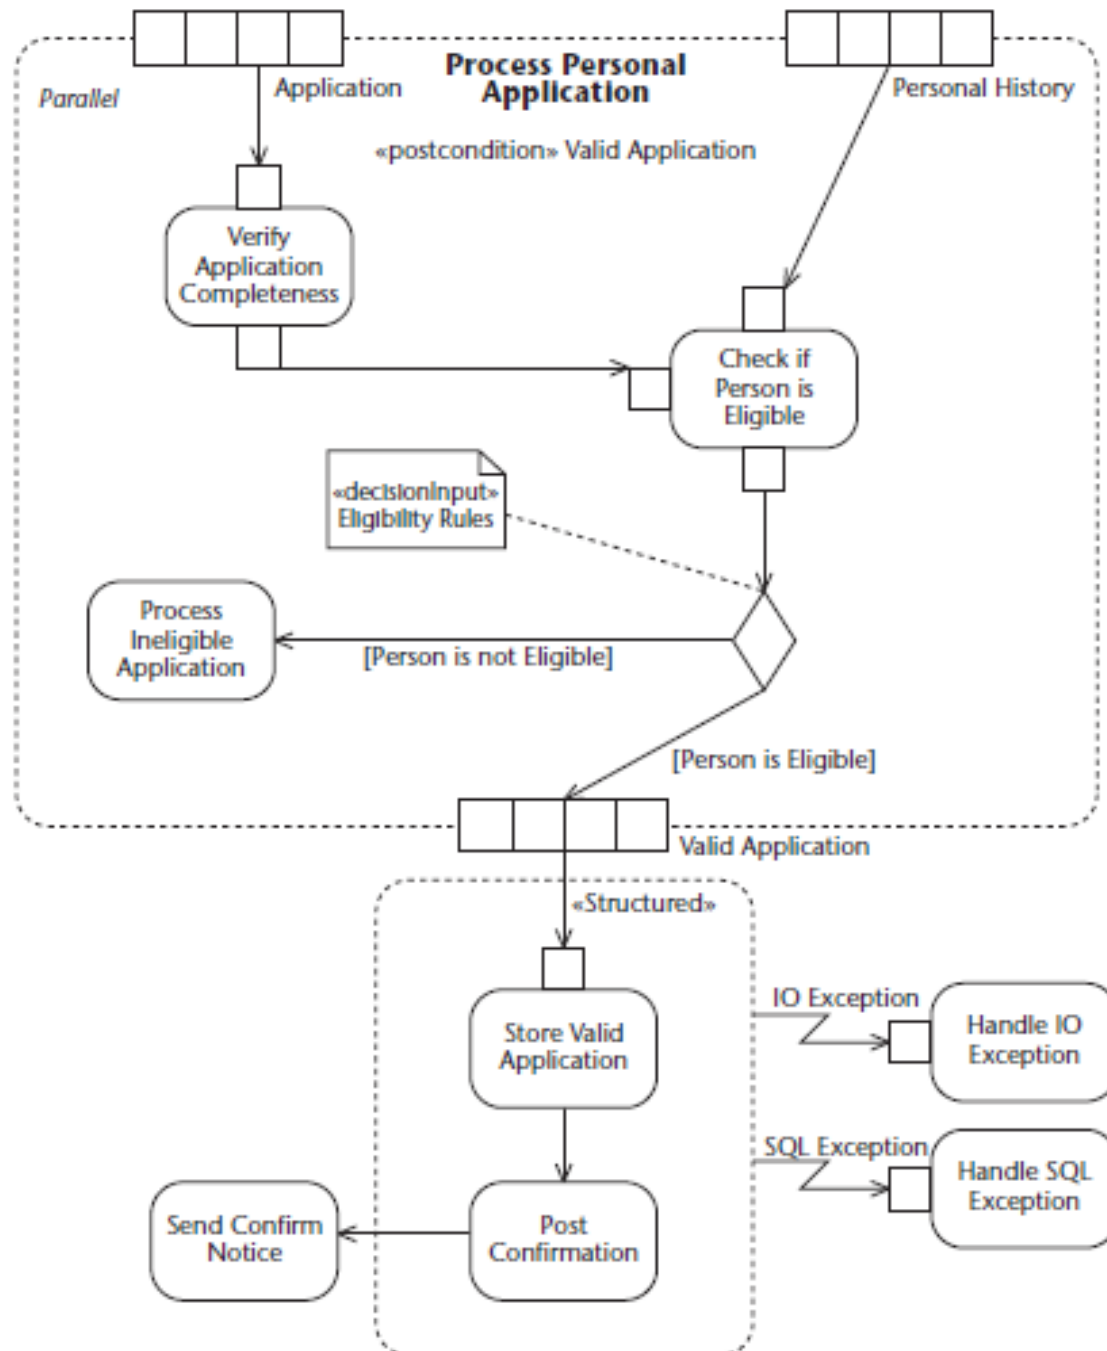 Process Personal
Application
Parallel
Application
Personal History
«postcondition» Valid Application
Verify
Application
Completeness
Check if
Person is
Eligible
«decisionInput»
Eligibility Rules
Process
Ineligible
Application
[Person is not Eligible]
[Person is Eligible]
Valid Application
«Structured»
Store Valid
Application
IO Exception
Handle IO
Exception
SQL Exception
Handle SQL
Exception
Send Confirm
Notice
Post
Confirmation